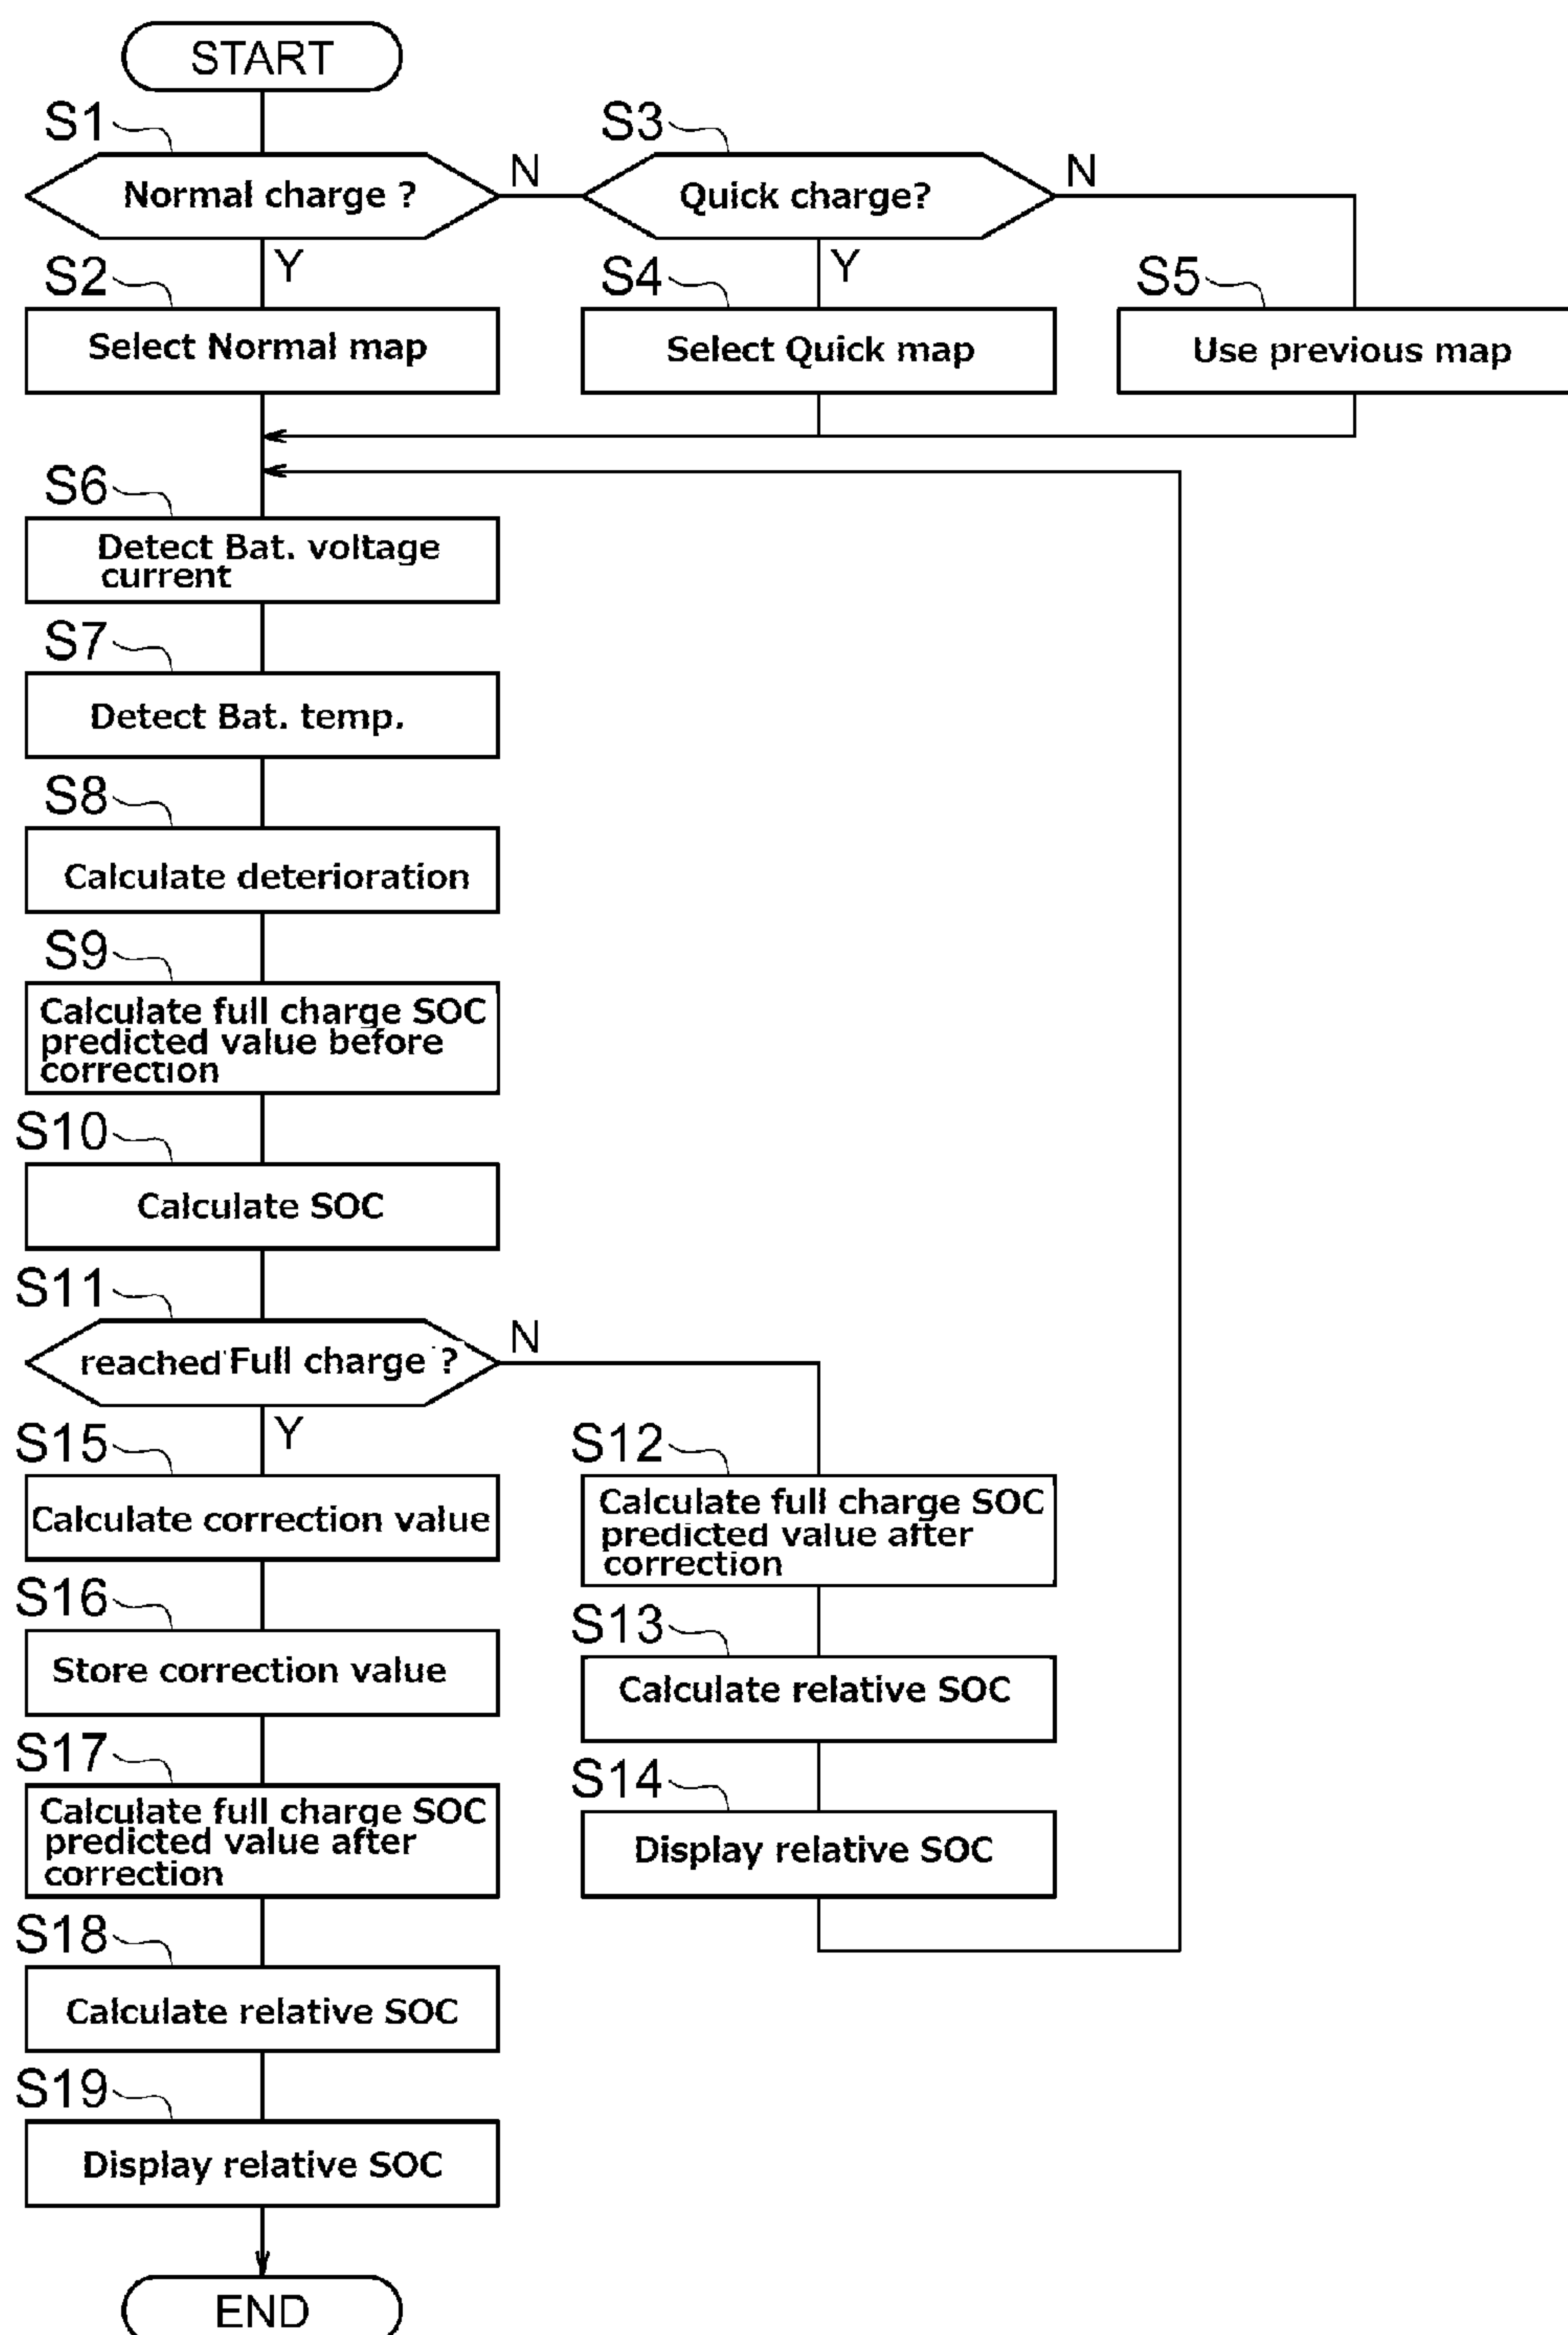 START
S1
Normal charge ?
N
S3
Quick charge?
N
Y
Y
S2
Select Normal map
S4
Select Quick map
S5
Use previous map
S6
Detect Bat. voltage
current
S7
Detect Bat. temp.
S8
Calculate deterioration
S9
Calculate full charge SOC
predicted value before
correction
S10
Calculate SOC
S11
reached Full charge ?
N
Y
S12
Calculate full charge SOC
predicted value after
correction
S13
Calculate relative SOC
S14
Display relative SOC
S15
Calculate correction value
S16
Store correction value
S17
Calculate full charge SOC
predicted value after
correction
S18
Calculate relative SOC
S19
Display relative SOC
END